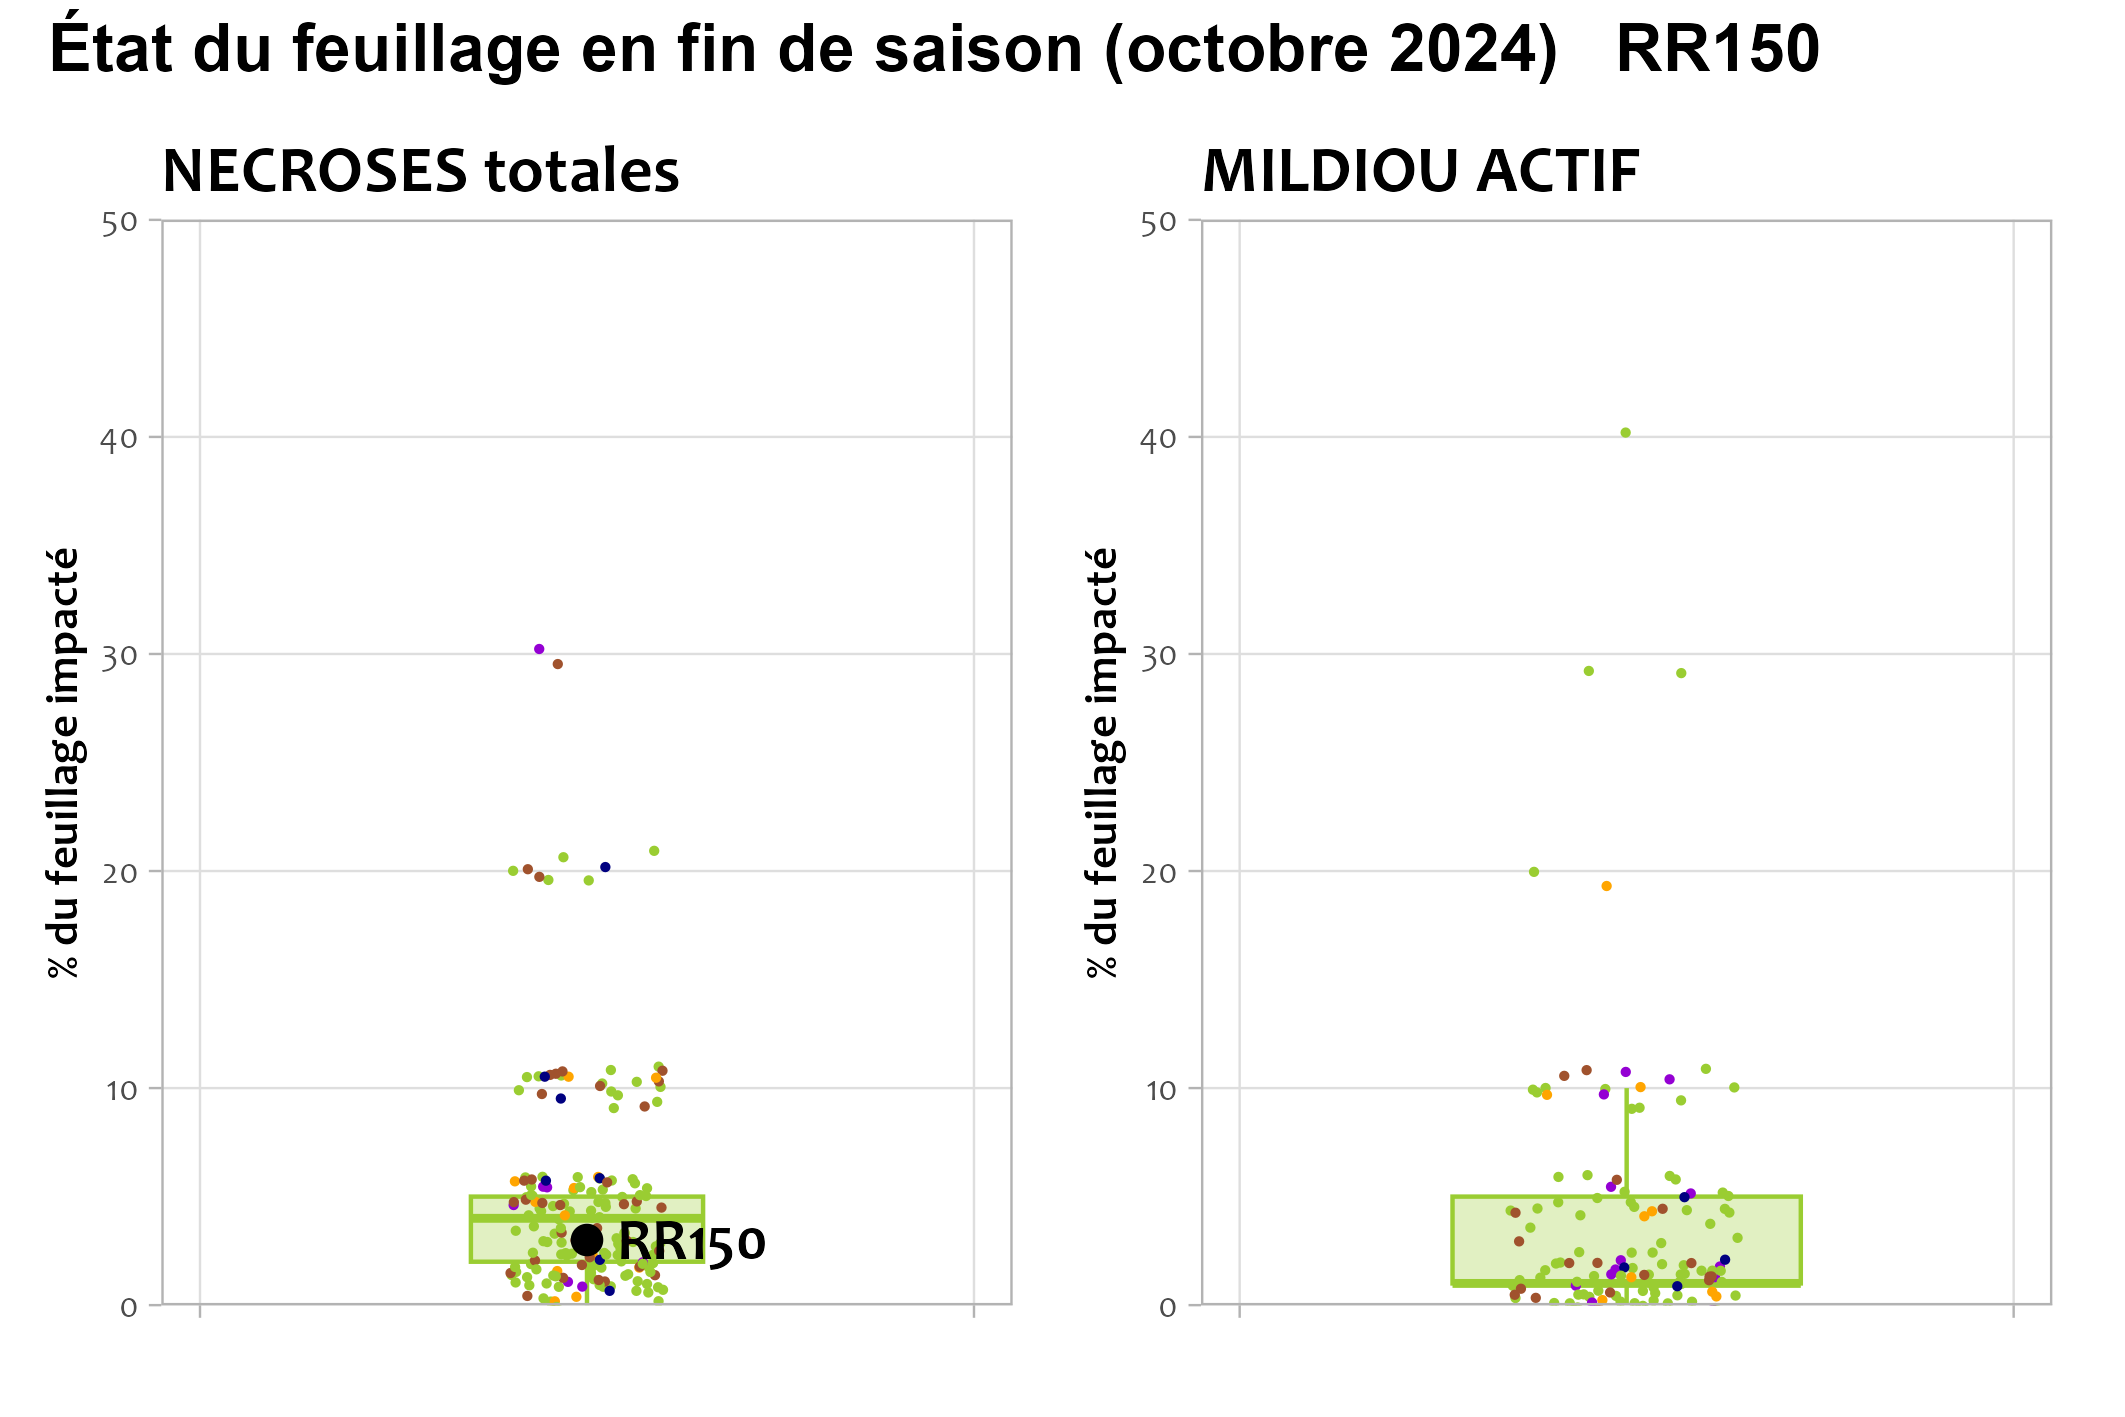 État du feuillage en fin de saison (octobre 2024) RR150
NECROSES totales
MILDIOU ACTIF
% du feuillage impacté
50
40
30
20
10
0
RR150
% du feuillage impacté
50
40
30
20
10
0